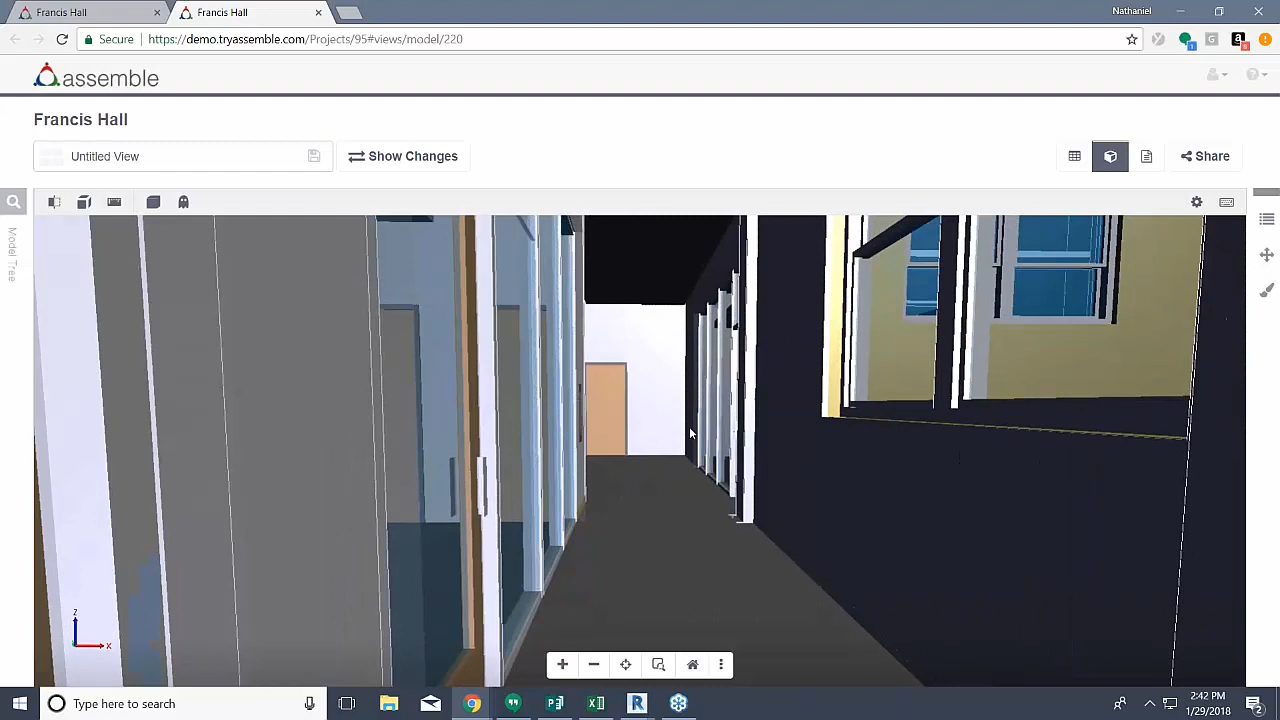 Francis Hall
Francis Hall
Nathaniel
Secure
https://demo.tryassemble.com/Projects/95#views/model/220
assemble
Francis Hall
Untitled View
Show Changes
Share
Model Tree
z
x
Type here to search
2:42 PM
1/29/2018